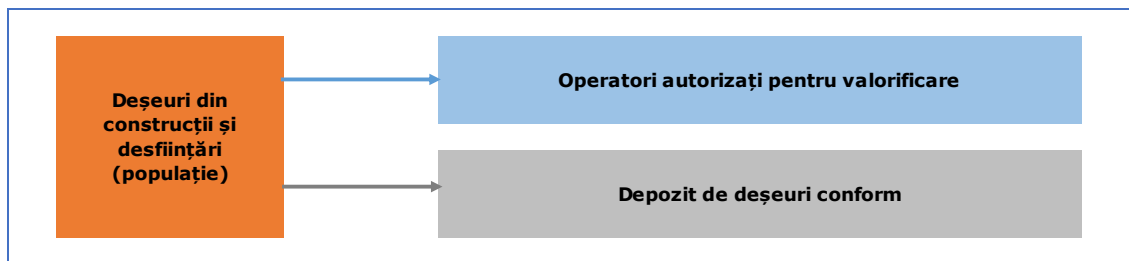 Deșeuri din
construcții și
desființări
(populație)
Operatori autorizați pentru valorificare
Depozit de deșeuri conform